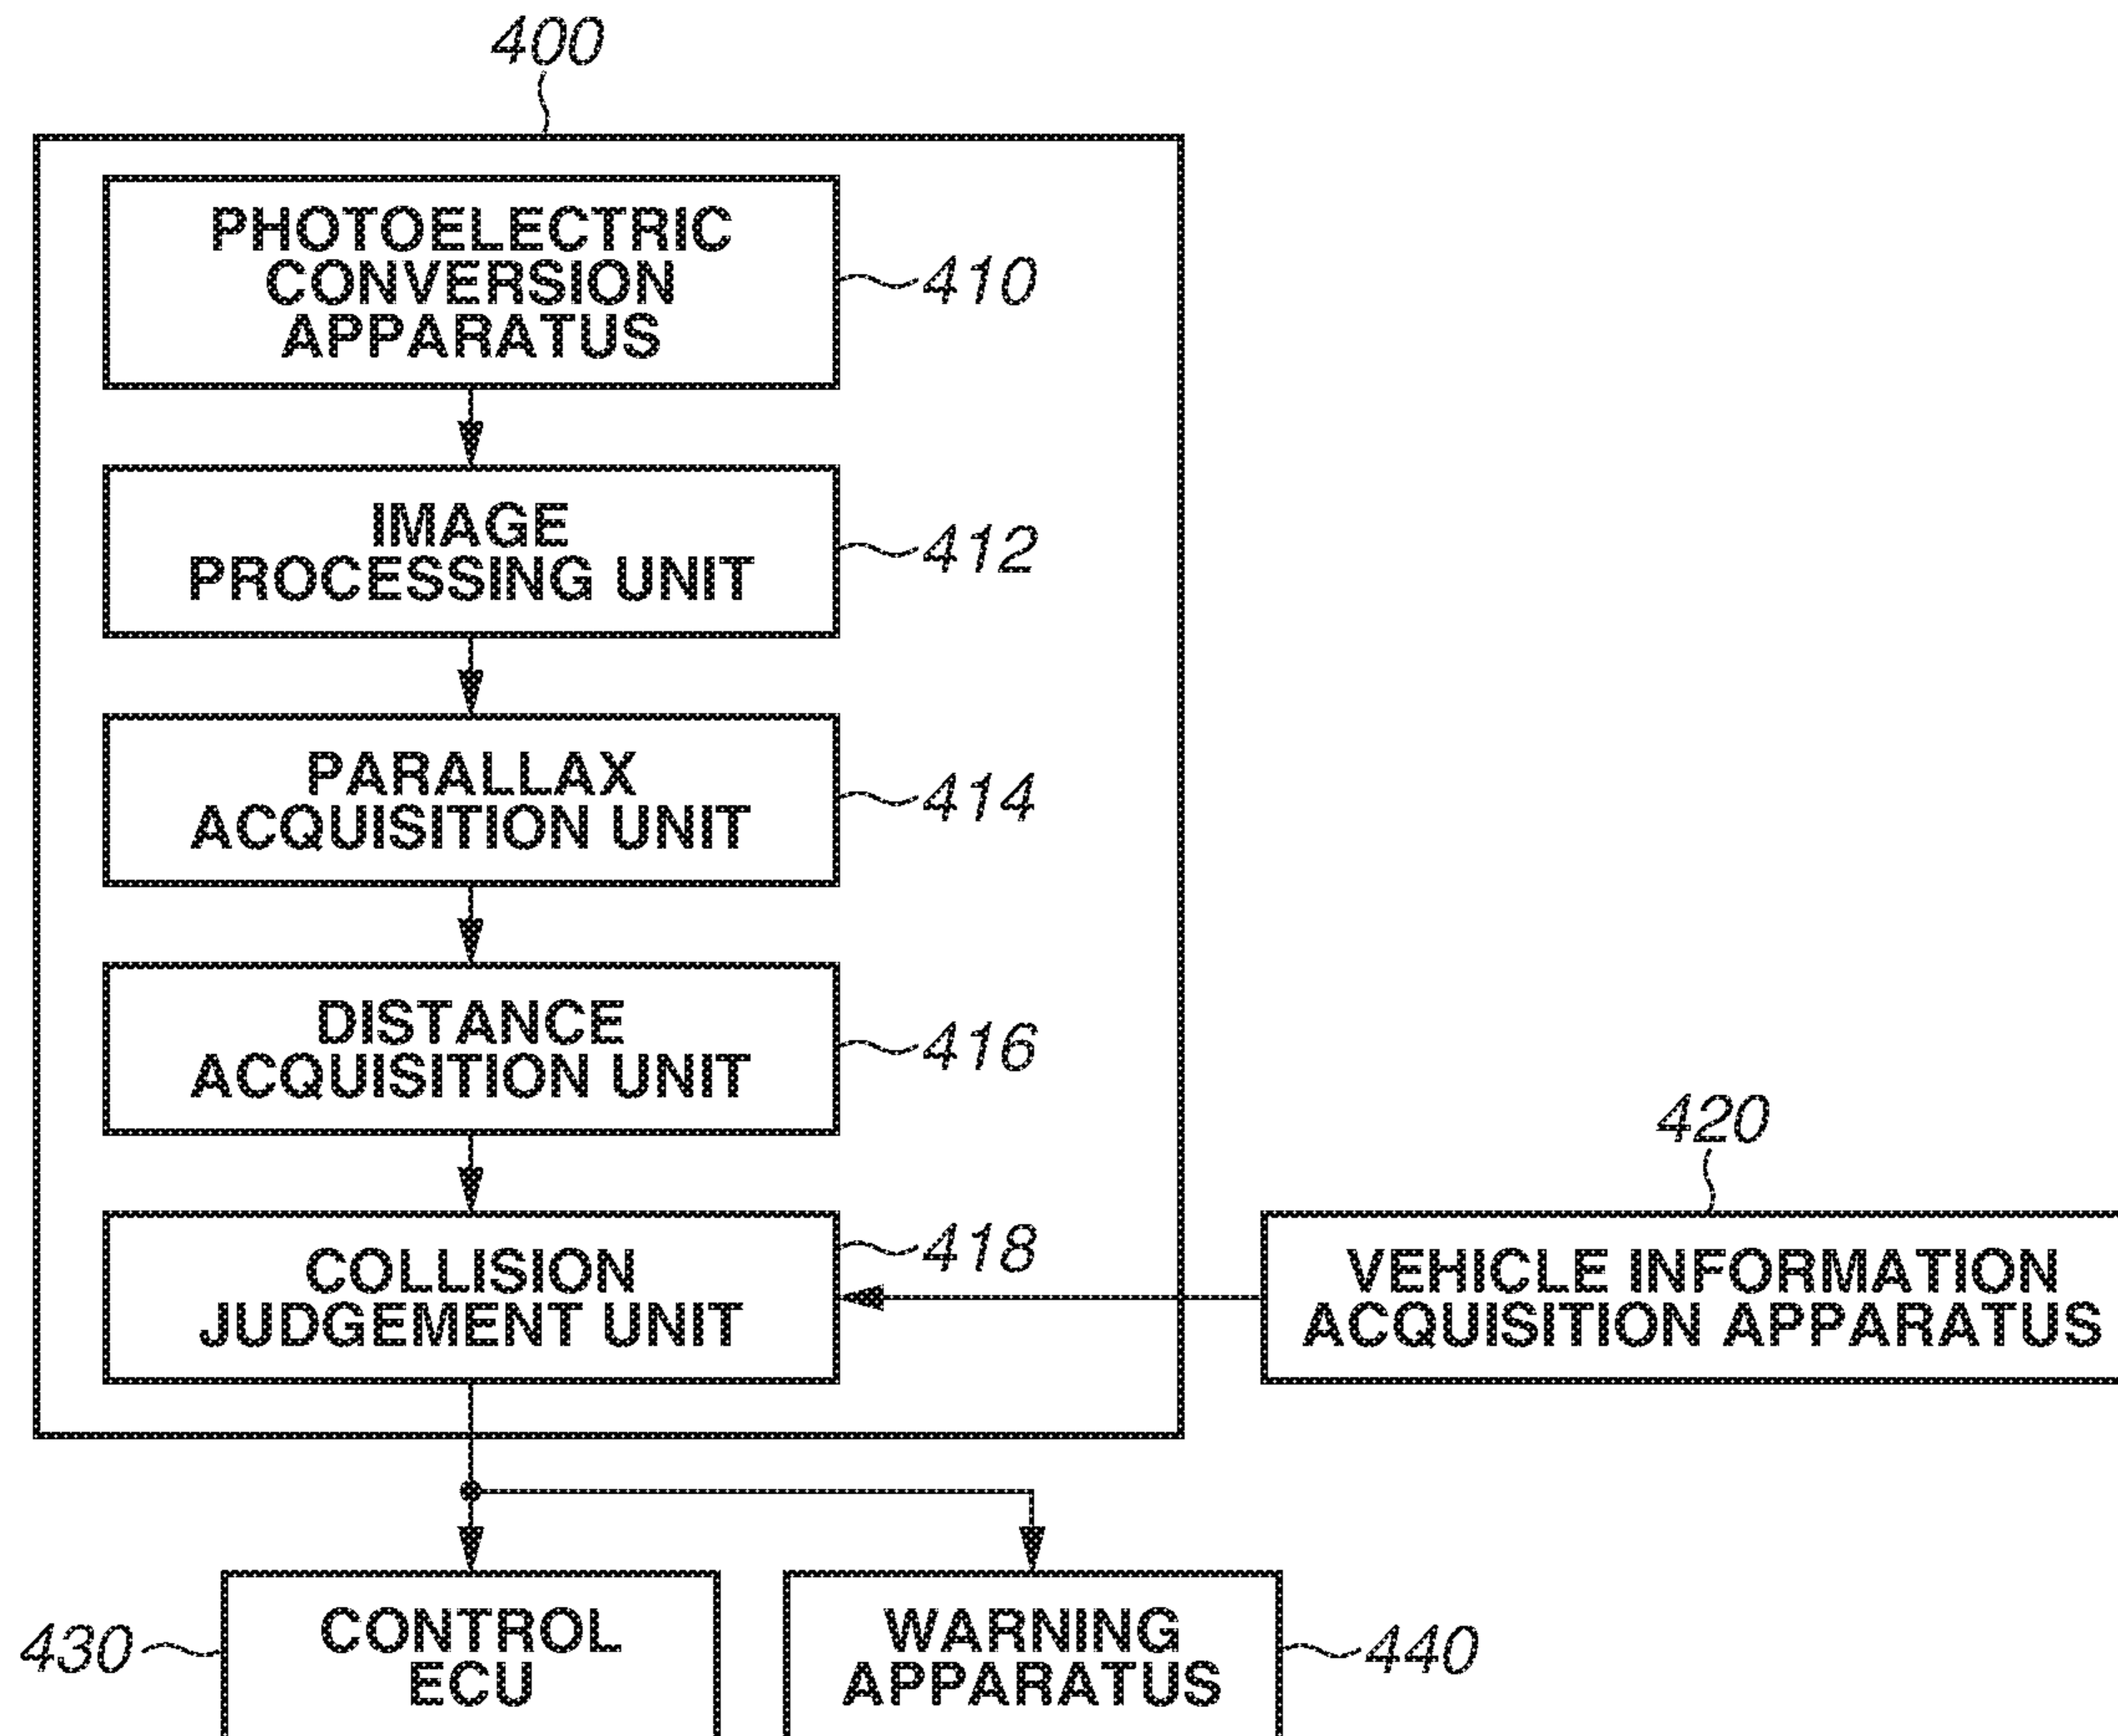 400
PHOTOELECTRIC
CONVERSION
APPARATUS
410
IMAGE
PROCESSING UNIT
412
PARALLAX
ACQUISITION UNIT
414
DISTANCE
ACQUISITION UNIT
416
420
COLLISION
JUDGEMENT UNIT
418
VEHICLE INFORMATION
ACQUISITION APPARATUS
430
CONTROL
ECU
WARNING
APPARATUS
440